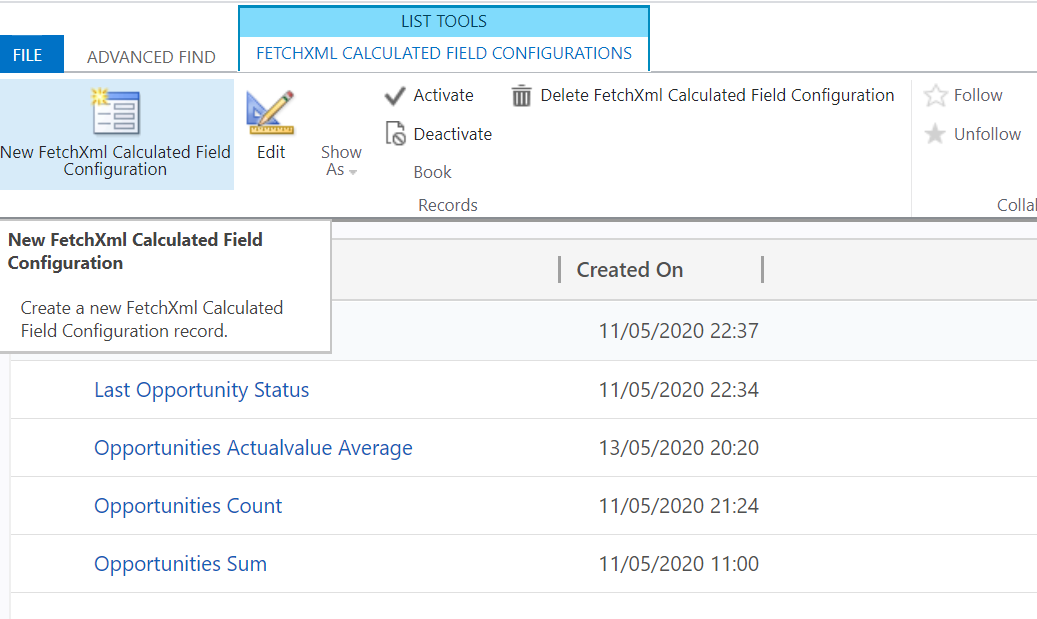 LIST TOOLS
FILE
ADVANCED FIND
FETCHXML CALCULATED FIELD CONFIGURATIONS
New FetchXml Calculated Field
Configuration
Edit
Show
As
Activate
Deactivate
Book
Delete FetchXml Calculated Field Configuration
Records
Follow
Unfollow
Collal
New FetchXml Calculated Field
Configuration
Create a new FetchXml Calculated
Field Configuration record.
Created On
11/05/2020 22:37
Last Opportunity Status 11/05/2020 22:34
Opportunities Actualvalue Average 13/05/2020 20:20
Opportunities Count 11/05/2020 21:24
Opportunities Sum 11/05/2020 11:00